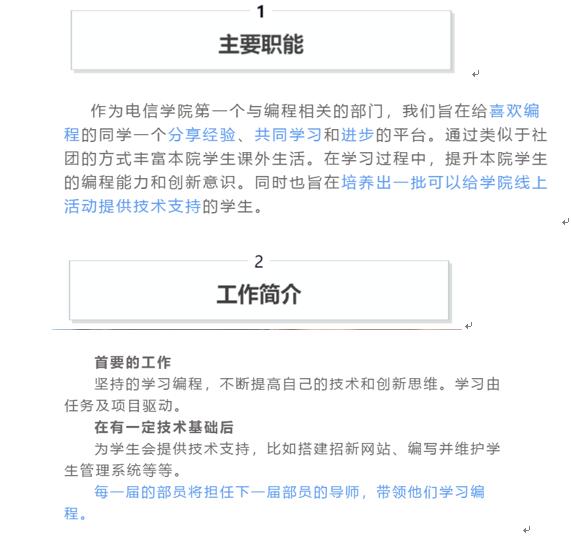 1
主要职能
作为电信学院第一个与编程相关的部门，我们旨在给喜欢编
程的同学一个分享经验、共同学习和进步的平台。通过类似于社
团的方式丰富本院学生课外生活。在学习过程中，提升本院学生
的编程能力和创新意识。同时也旨在培养出一批可以给学院线上
活动提供技术支持的学生。
2
工作简介
首要的工作
坚持的学习编程，不断提高自己的技术和创新思维。学习由
任务及项目驱动。
在有一定技术基础后
为学生会提供技术支持，比如搭建招新网站、编写并维护学
生管理系统等等。
每一届的部员将担任下一届部员的导师，带领他们学习编
程。